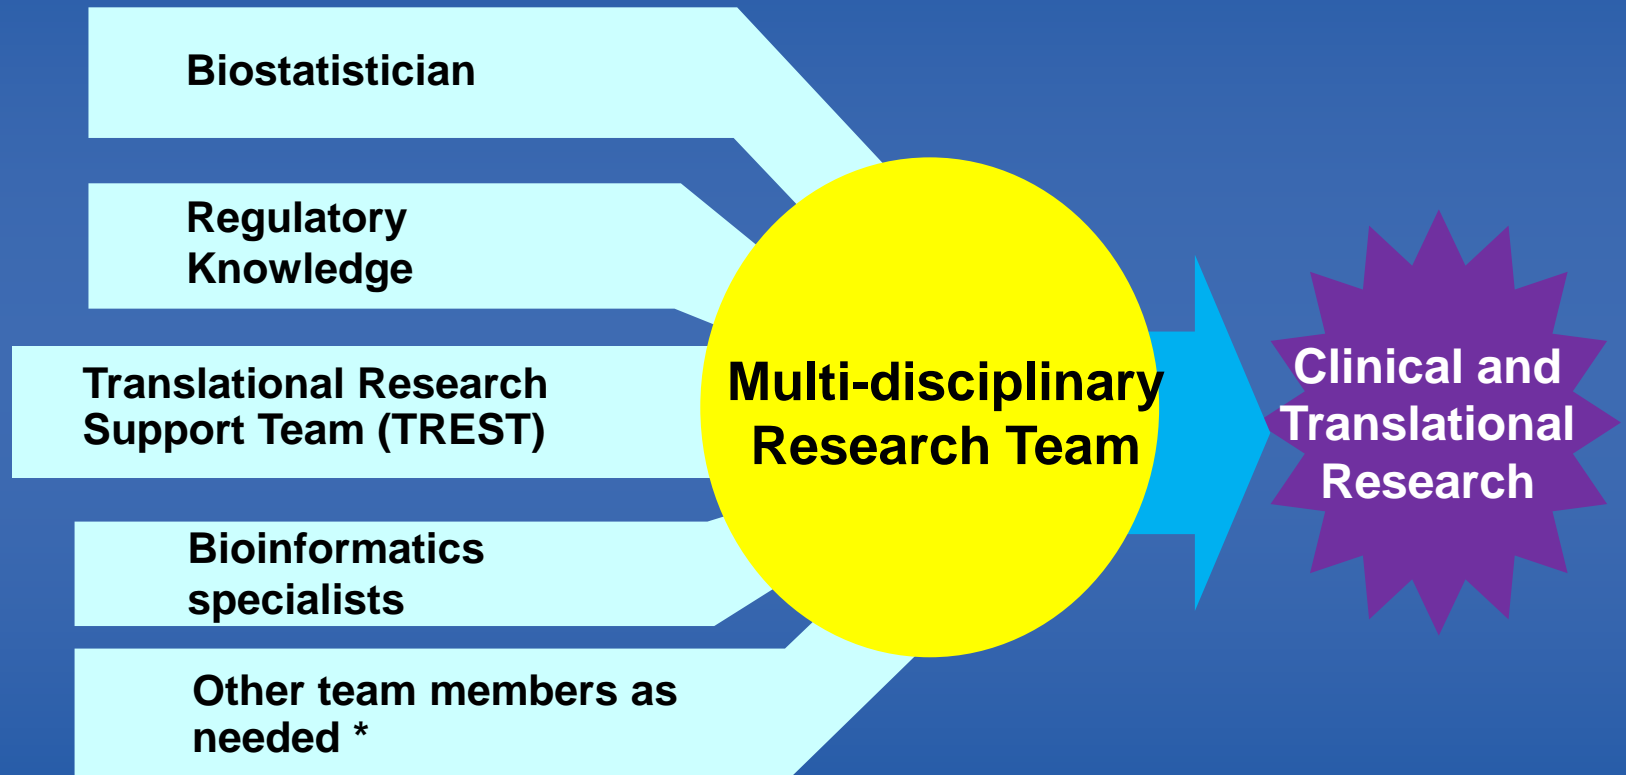 Biostatistician
Regulatory
Knowledge
Translational Research
Support Team (TREST)
Bioinformatics
specialists
Other team members as
needed *
Multi-disciplinary
Research Team
Clinical and
Translational
Research